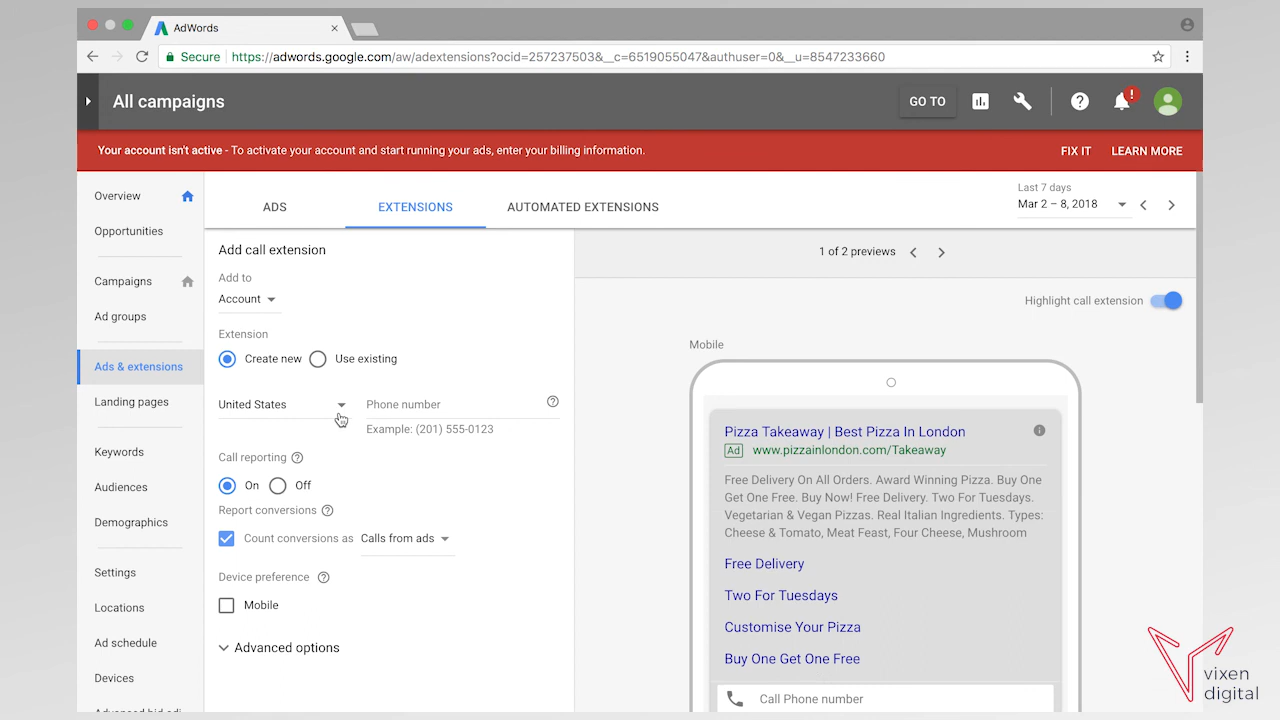 AdWords
Secure https://adwords.google.com/aw/adextensions?ocid=257237503&__c=6519055047&authuser=0&__u=8547233660
All campaigns
GO TO
!
Your account isn't active - To activate your account and start running your ads, enter your billing information.
FIX IT
LEARN MORE
Overview
Opportunities
Campaigns
Ad groups
Ads & extensions
Landing pages
Keywords
Audiences
Demographics
Settings
Locations
Ad schedule
Devices
ADS
EXTENSIONS
AUTOMATED EXTENSIONS
Last 7 days
Mar 2 – 8, 2018
Add call extension
Add to
Account
Extension
Create new
Use existing
United States
Phone number
Example: (201) 555-0123
Call reporting
On
Off
Report conversions
Count conversions as Calls from ads
Device preference
Mobile
Advanced options
1 of 2 previews
Highlight call extension
Mobile
Pizza Takeaway | Best Pizza In London
Ad www.pizzainlondon.com/Takeaway
Free Delivery On All Orders. Award Winning Pizza. Buy One
Get One Free. Buy Now! Free Delivery. Two For Tuesdays.
Vegetarian & Vegan Pizzas. Real Italian Ingredients. Types:
Cheese & Tomato, Meat Feast, Four Cheese, Mushroom
Free Delivery
Two For Tuesdays
Customise Your Pizza
Buy One Get One Free
Call Phone number
vixen
digital